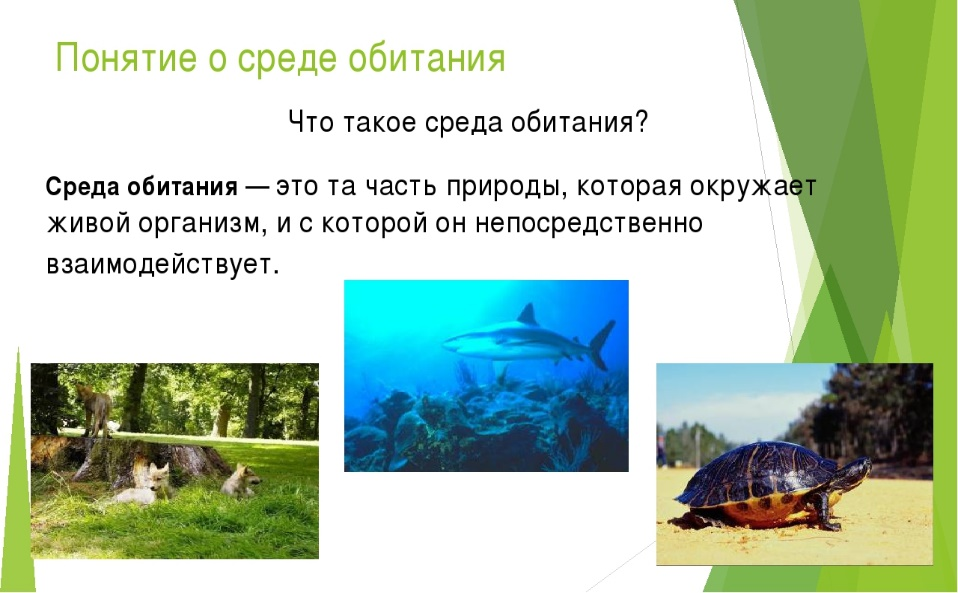 Понятие о среде обитания
Что такое среда обитания?
Среда обитания — это та часть природы, которая окружает
живой организм, и с которой он непосредственно
взаимодействует.